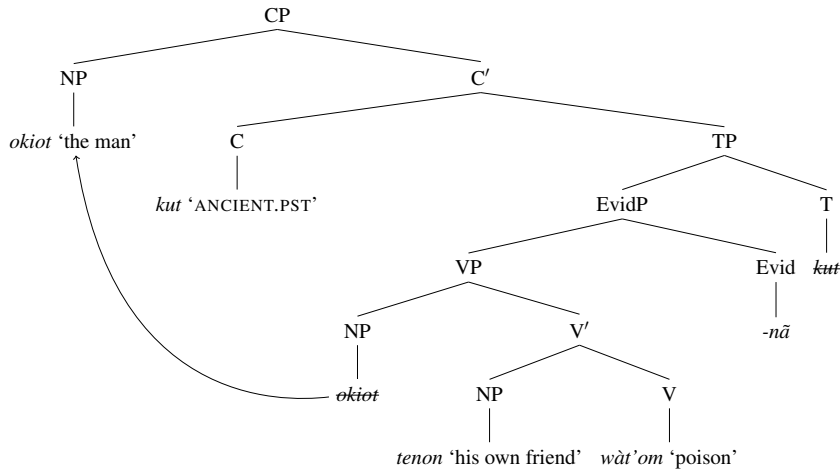 CP
NP C′
okiot ‘the man’ C TP
kut ‘ANCIENT.PST’ EvidP T
VP Evid kut
NP V′ -nã
okiot NP V
tenon ‘his own friend’ wàt’om ‘poison’